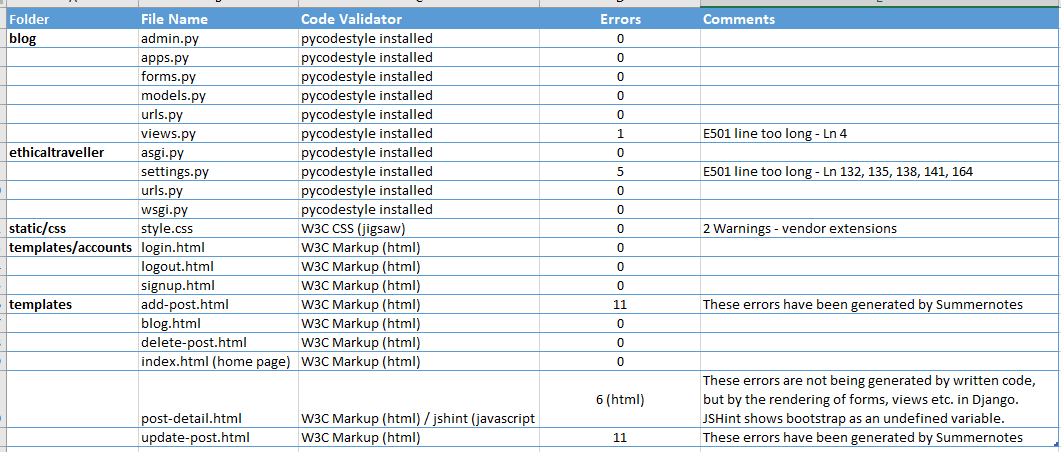 Folder File Name Code Validator Errors Comments
blog admin.py pycodestyle installed 0
apps.py pycodestyle installed 0
forms.py pycodestyle installed 0
models.py pycodestyle installed 0
urls.py pycodestyle installed 0
views.py pycodestyle installed 1 E501 line too long - Ln 4
ethicaltraveller asgi.py pycodestyle installed 0
settings.py pycodestyle installed 5 E501 line too long - Ln 132, 135, 138, 141, 164
urls.py pycodestyle installed 0
wsgi.py pycodestyle installed 0
static/css style.css W3C CSS (jigsaw) 0 2 Warnings - vendor extensions
templates/accounts login.html W3C Markup (html) 0
logout.html W3C Markup (html) 0
signup.html W3C Markup (html) 0
templates add-post.html W3C Markup (html) 11 These errors have been generated by Summernotes
blog.html W3C Markup (html) 0
delete-post.html W3C Markup (html) 0
index.html (home page) W3C Markup (html) 0
These errors are not being generated by written code,
6 (html) but by the rendering of forms, views etc. in Django.
post-detail.html W3C Markup (html) / jshint (javascript JSHint shows bootstrap as an undefined variable.
update-post.html W3C Markup (html) 11 These errors have been generated by Summernotes